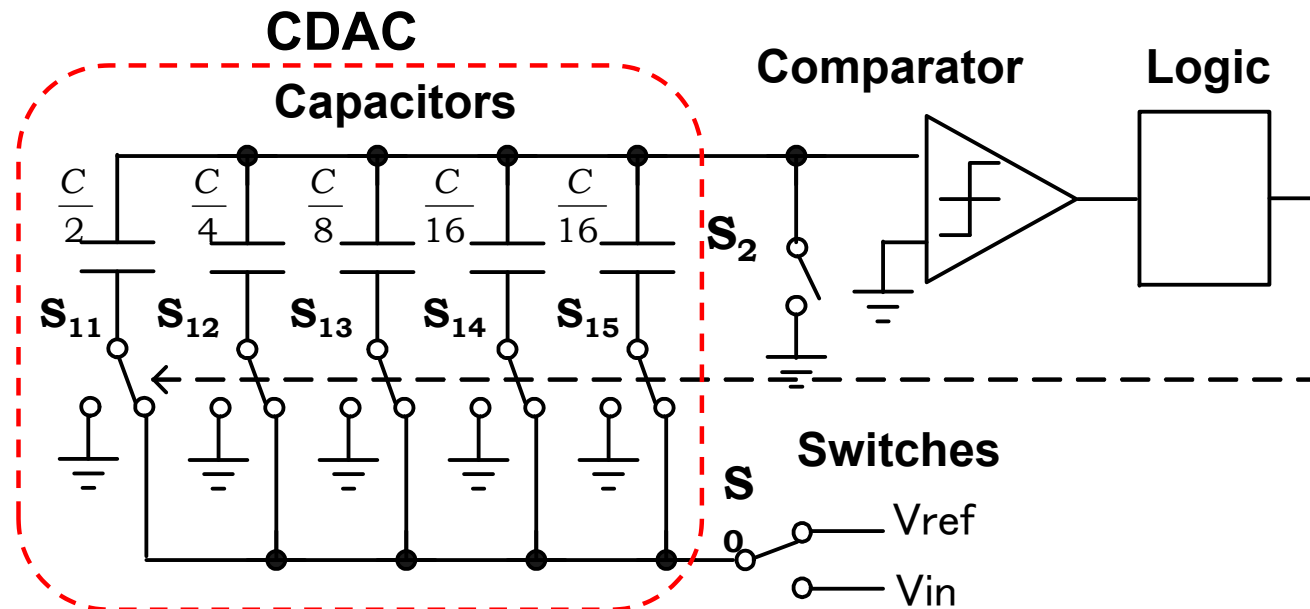 CDAC
Capacitors
Comparator
Logic
C/2
C/4
C/8
C/16
C/16
S₂
S₁₁
S₁₂
S₁₃
S₁₄
S₁₅
Switches
S₀
Vref
Vin